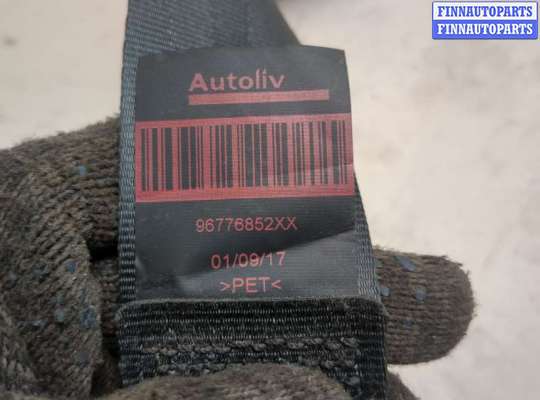 FINNAUTOPARTS
FINNAUTOPARTS
Autoliv
96776852XX
01/09/17
>PET<